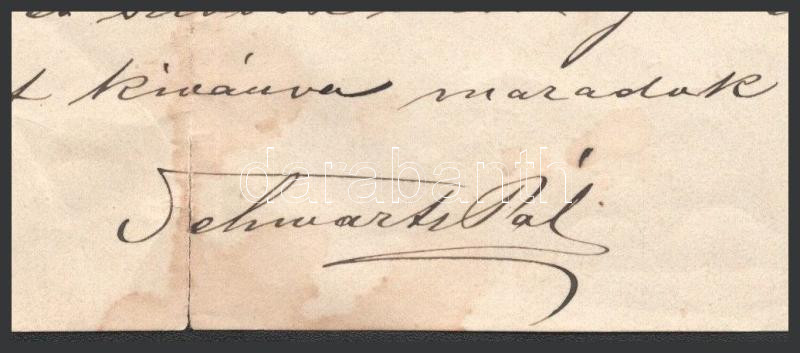 t kívánva maradok
Schwartz Pál
darabanth